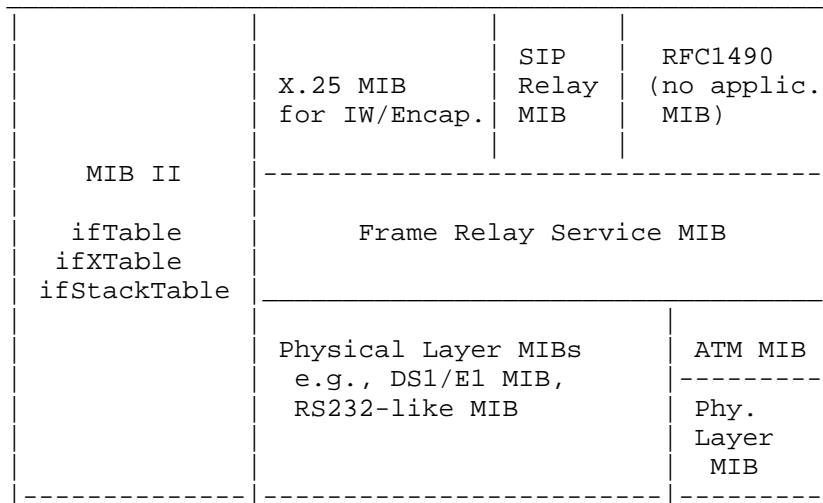 SIP RFC1490
X.25 MIB Relay (no applic.
for IW/Encap. MIB MIB)
MIB II
ifTable Frame Relay Service MIB
ifXTable
ifStackTable
Physical Layer MIBs ATM MIB
e.g., DS1/E1 MIB,
RS232-like MIB Phy.
Layer
MIB